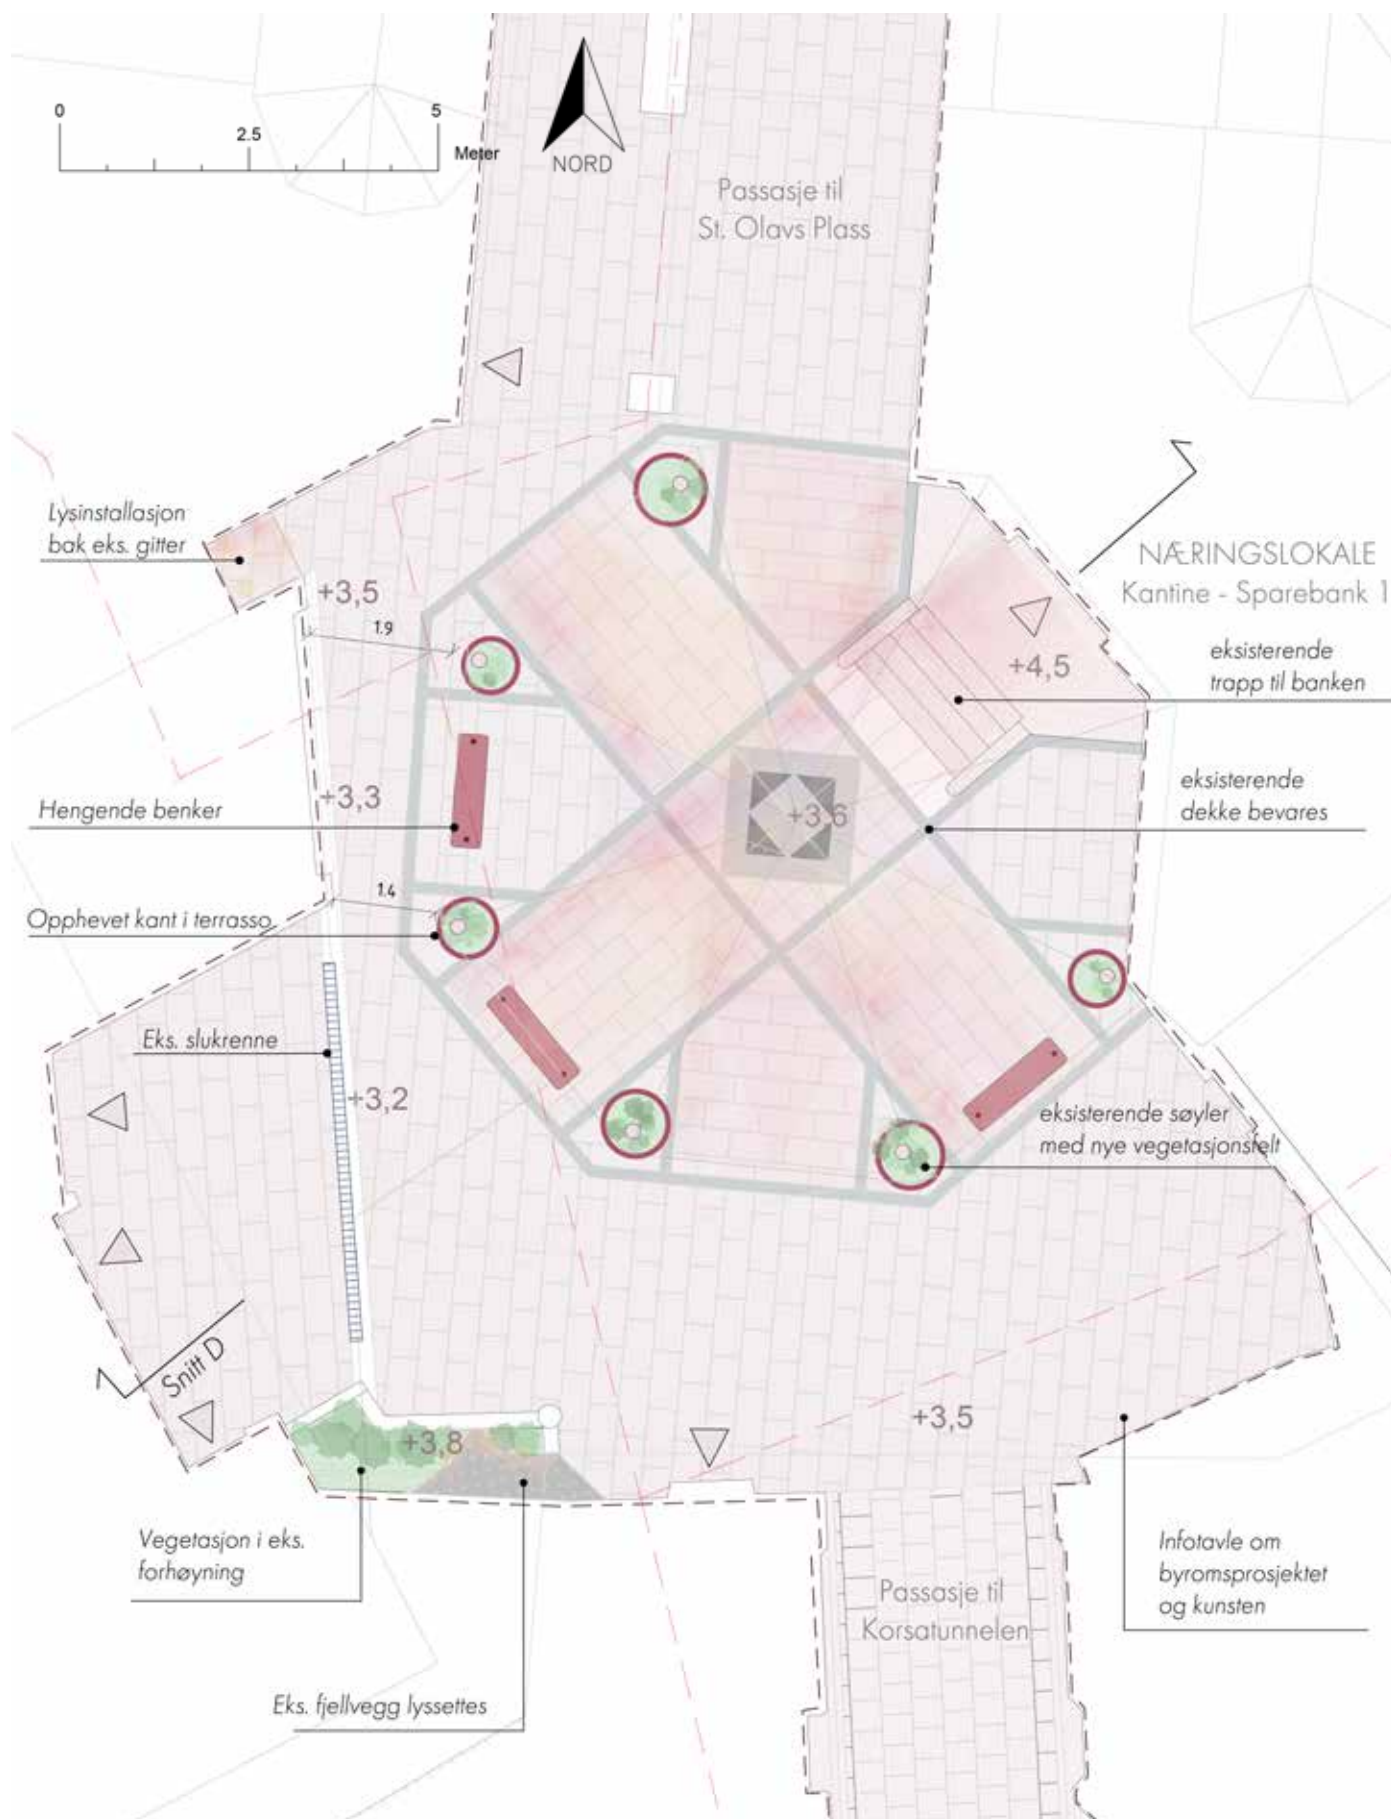 0
2.5
5
Meter
NORD
Passasje til
St. Olavs Plass
Lysinstallasjon
bak eks. gitter
+3,5
1.9
NÆRINGSLOKALE
Kantine - Sparebank 1
+4,5
eksisterende
trapp til banken
Hengende benker
+3,3
+3,6
eksisterende
dekke bevares
1.4
Opphevet kant i terrasso
Eks. slukrenne
+3,2
eksisterende søyler
med nye vegetasjonsfelt
Snitt D
+3,8
+3,5
Vegetasjon i eks.
forhøyning
Passasje til
Korsatunnelen
Infotavle om
byromsprosjektet
og kunsten
Eks. fjellvegg lyssettes